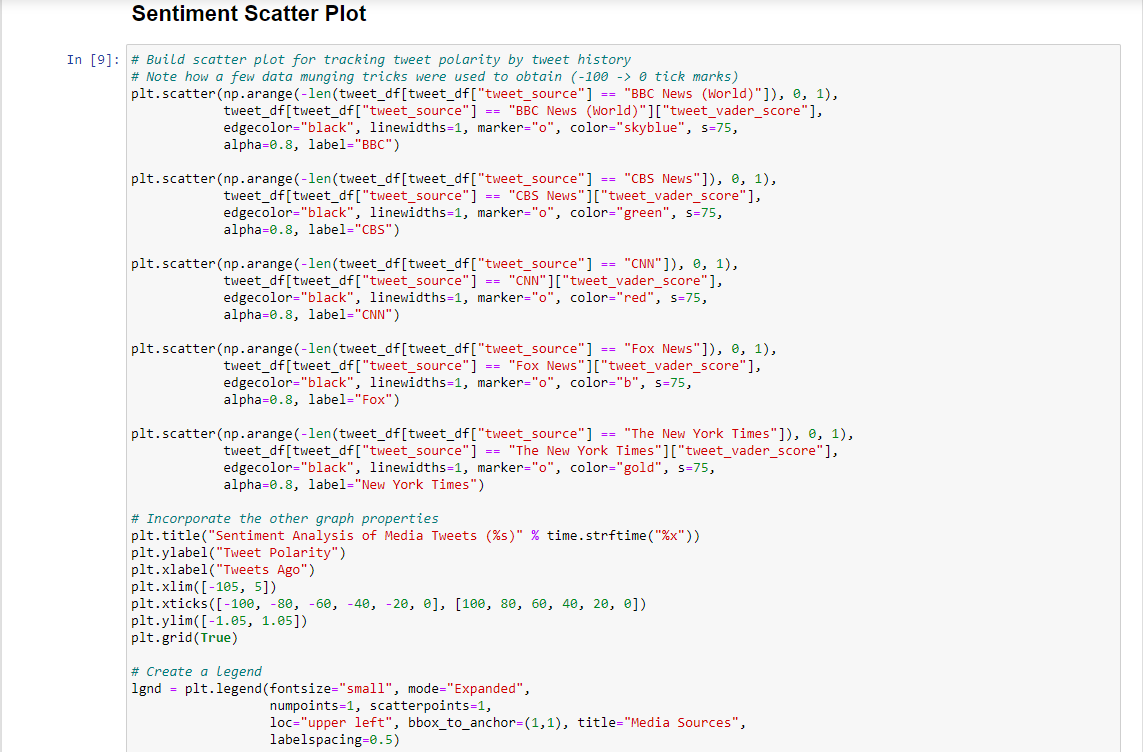 Sentiment Scatter Plot
In [9]: # Build scatter plot for tracking tweet polarity by tweet history
# Note how a few data munging tricks were used to obtain (-100 -> 0 tick marks)
plt.scatter(np.arange(-len(tweet_df[tweet_df["tweet_source"] == "BBC News (World)"]), 0, 1),
            tweet_df[tweet_df["tweet_source"] == "BBC News (World)"]["tweet_vader_score"],
            edgecolor="black", linewidths=1, marker="o", color="skyblue", s=75,
            alpha=0.8, label="BBC")
plt.scatter(np.arange(-len(tweet_df[tweet_df["tweet_source"] == "CBS News"]), 0, 1),
            tweet_df[tweet_df["tweet_source"] == "CBS News"]["tweet_vader_score"],
            edgecolor="black", linewidths=1, marker="o", color="green", s=75,
            alpha=0.8, label="CBS")
plt.scatter(np.arange(-len(tweet_df[tweet_df["tweet_source"] == "CNN"]), 0, 1),
            tweet_df[tweet_df["tweet_source"] == "CNN"]["tweet_vader_score"],
            edgecolor="black", linewidths=1, marker="o", color="red", s=75,
            alpha=0.8, label="CNN")
plt.scatter(np.arange(-len(tweet_df[tweet_df["tweet_source"] == "Fox News"]), 0, 1),
            tweet_df[tweet_df["tweet_source"] == "Fox News"]["tweet_vader_score"],
            edgecolor="black", linewidths=1, marker="o", color="b", s=75,
            alpha=0.8, label="Fox")
plt.scatter(np.arange(-len(tweet_df[tweet_df["tweet_source"] == "The New York Times"]), 0, 1),
            tweet_df[tweet_df["tweet_source"] == "The New York Times"]["tweet_vader_score"],
            edgecolor="black", linewidths=1, marker="o", color="gold", s=75,
            alpha=0.8, label="New York Times")
# Incorporate the other graph properties
plt.title("Sentiment Analysis of Media Tweets (%s)" % time.strftime("%x"))
plt.ylabel("Tweet Polarity")
plt.xlabel("Tweets Ago")
plt.xlim([-105, 5])
plt.xticks([-100, -80, -60, -40, -20, 0], [100, 80, 60, 40, 20, 0])
plt.ylim([-1.05, 1.05])
plt.grid(True)
# Create a legend
lgnd = plt.legend(fontsize="small", mode="Expanded",
                  numpoints=1, scatterpoints=1,
                  loc="upper left", bbox_to_anchor=(1,1), title="Media Sources",
                  labelspacing=0.5)